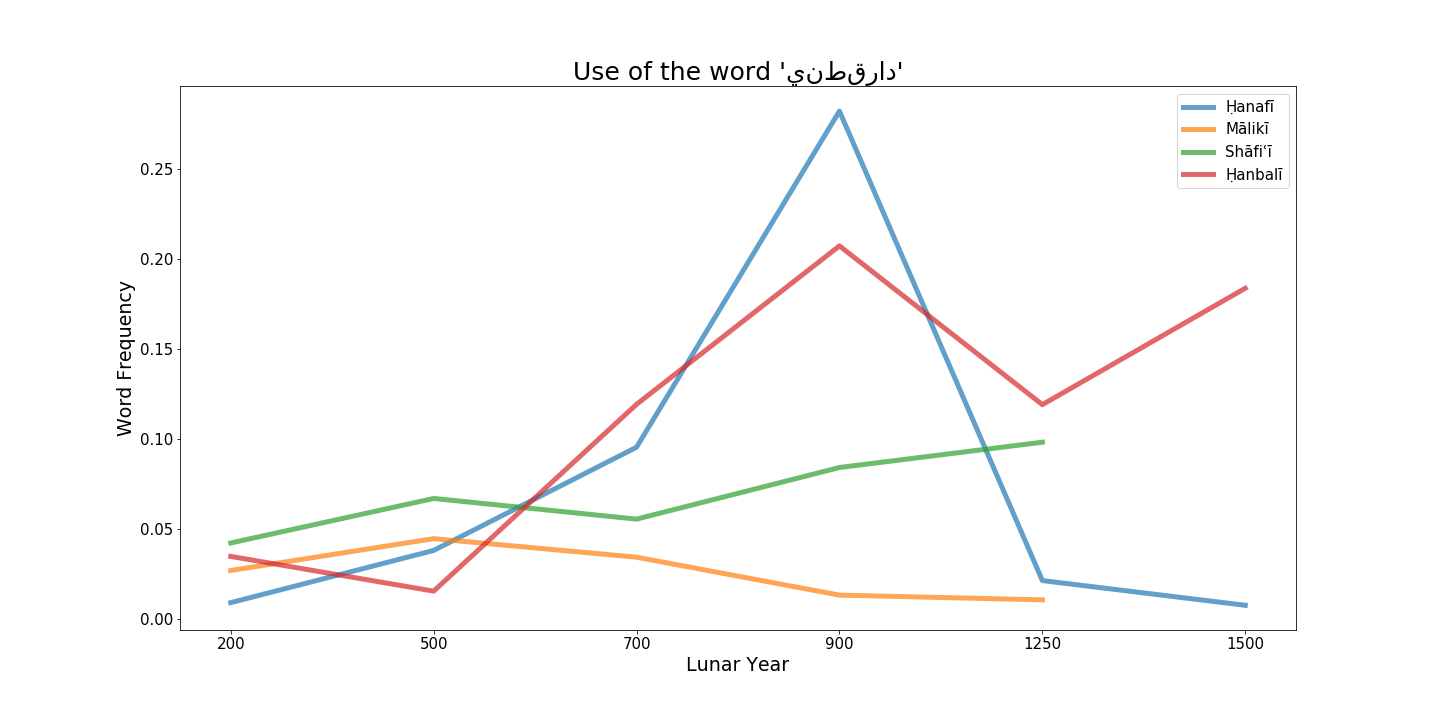 Use of the word 'دارقطني'
Ḥanafī
Mālikī
Shāfiʿī
Ḥanbalī
Word Frequency
0.25
0.20
0.15
0.10
0.05
0.00
200 500 700 900 1250 1500
Lunar Year